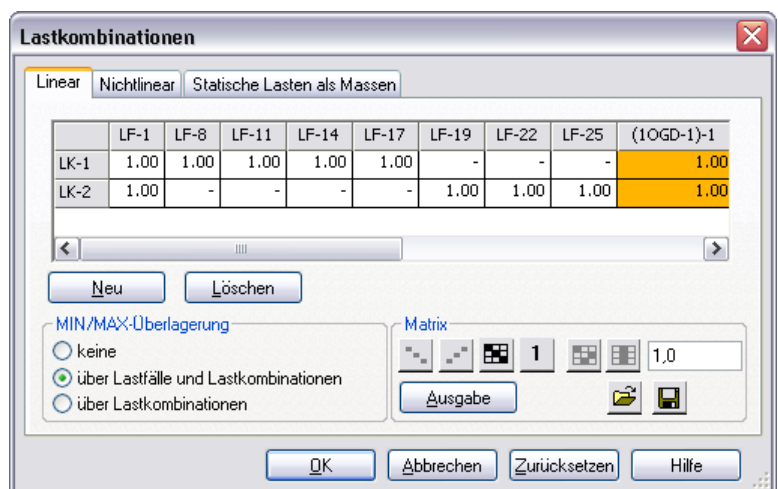 Lastkombinationen
Linear Nichtlinear Statische Lasten als Massen
LF-1 LF-8 LF-11 LF-14 LF-17 LF-19 LF-22 LF-25 (1OGD-1)-1
LK-1 1.00 1.00 1.00 1.00 1.00 - - - 1.00
LK-2 1.00 - - - - 1.00 1.00 1.00 1.00
Neu Löschen
MIN/MAX-Überlagerung Matrix
keine 1 1,0
über Lastfälle und Lastkombinationen
über Lastkombinationen Ausgabe
OK Abbrechen Zurücksetzen Hilfe